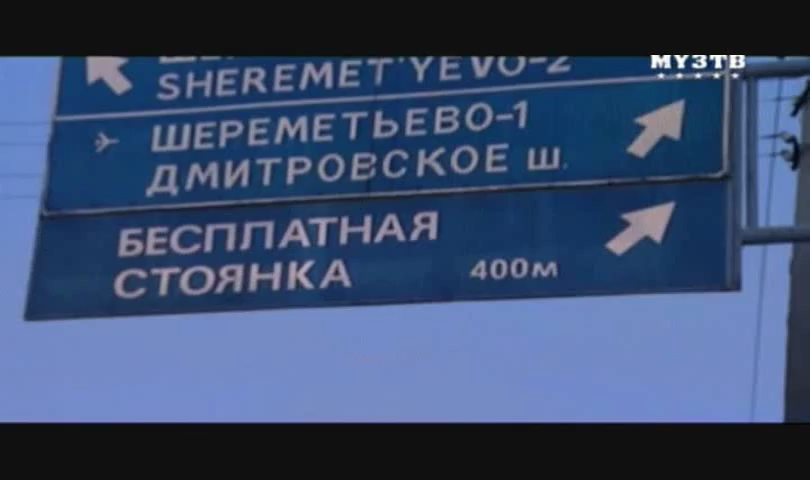 МУЗТВ
SHEREMET'YEVO-2
ШЕРЕМЕТЬЕВО-1
ДМИТРОВСКОЕ Ш.
БЕСПЛАТНАЯ
СТОЯНКА 400м